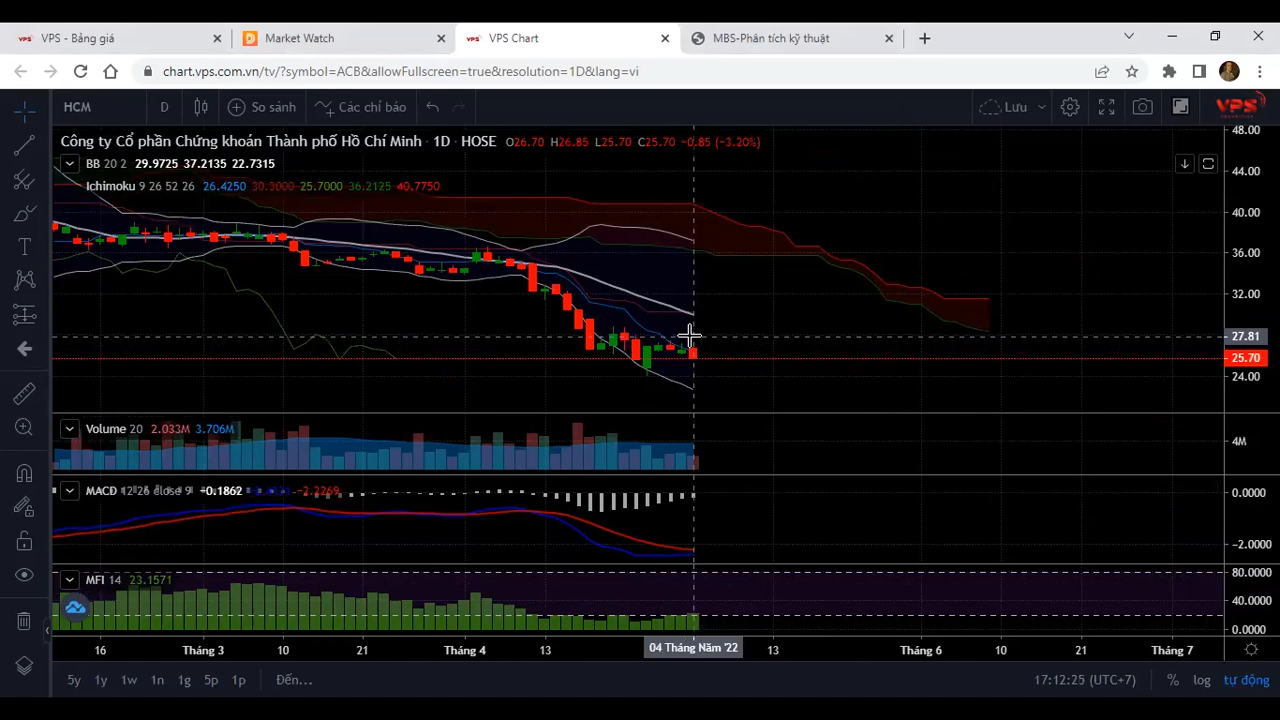 VPS - Bảng giá
Market Watch
VPS Chart
MBS-Phân tích kỹ thuật
chart.vps.com.vn/tv/?symbol=ACB&allowFullscreen=true&resolution=1D&lang=vi
HCM D So sánh Các chỉ báo Lưu VPS
Công ty Cổ phần Chứng khoán Thành phố Hồ Chí Minh · 1D · HOSE O26.70 H26.85 L25.70 C25.70 −0.85 (−3.20%)
BB 20 2 29.9725 37.2135 22.7315
Ichimoku 9 26 52 26 26.4250 30.3000 25.7000 36.2125 40.7750
48.00
44.00
40.00
36.00
32.00
27.81
25.70
24.00
Volume 20 2.033M 3.706M
4M
MACD 12 26 close 9 −0.1862 −2.2269
0.0000
−2.0000
MFI 14 23.1571
80.0000
40.0000
0.0000
16 Tháng 3 10 21 Tháng 4 13 04 Tháng Năm '22 13 Tháng 6 10 Tháng 7
5y 1y 1w 1n 1g 5p 1p Đến... 17:12:25 (UTC+7) % log tự động